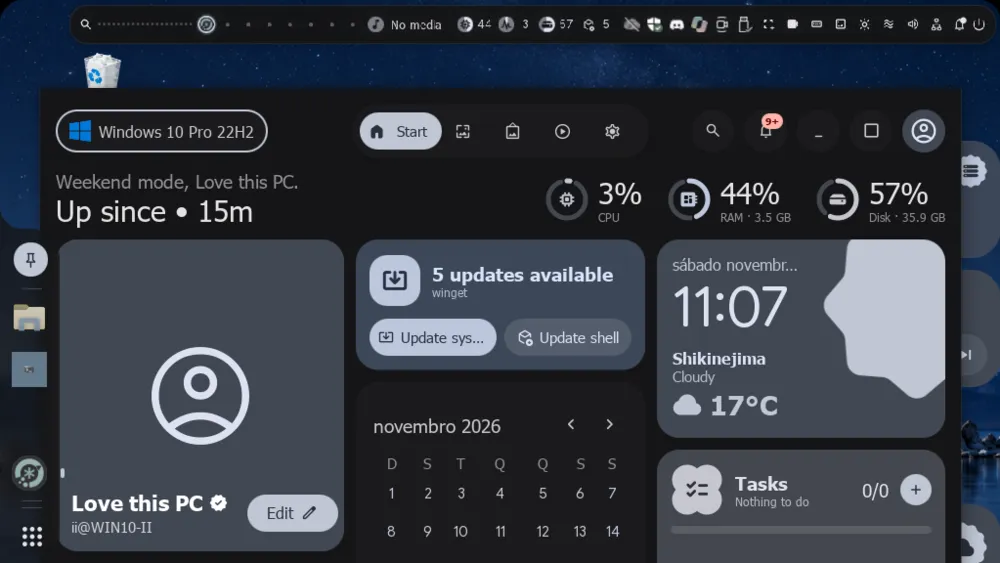 No media 44 3 57 5
Windows 10 Pro 22H2
Start
9+
Weekend mode, Love this PC.
Up since • 15m
3%
CPU
44%
RAM · 3.5 GB
57%
Disk · 35.9 GB
5 updates available
winget
Update sys...
Update shell
sábado novembr...
11:07
Shikinejima
Cloudy
17°C
novembro 2026
D S T Q Q S S
1 2 3 4 5 6 7
8 9 10 11 12 13 14
Love this PC
ii@WIN10-II
Edit
Tasks
Nothing to do
0/0